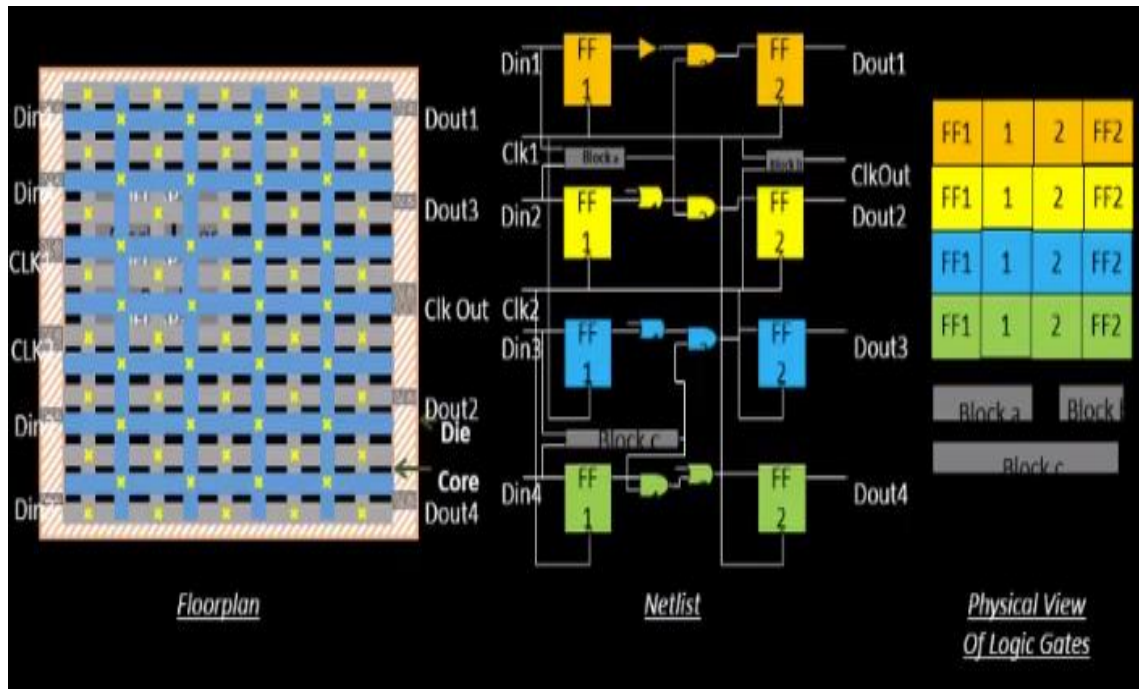 Dout1
Dout3
CLK
Clk Out
CLK
Dout2
Die
Core
Dout4
Floorplan
Din1
FF
1
FF
2
Dout1
Clk1
Block a
ClkOut
Din2
FF
1
FF
2
Dout2
Clk2
Din3
FF
1
FF
2
Dout3
Block c
Din4
FF
1
FF
2
Dout4
Netlist
FF1 1 2 FF2
FF1 1 2 FF2
FF1 1 2 FF2
FF1 1 2 FF2
Block a Block
Block c
Physical View
Of Logic Gates